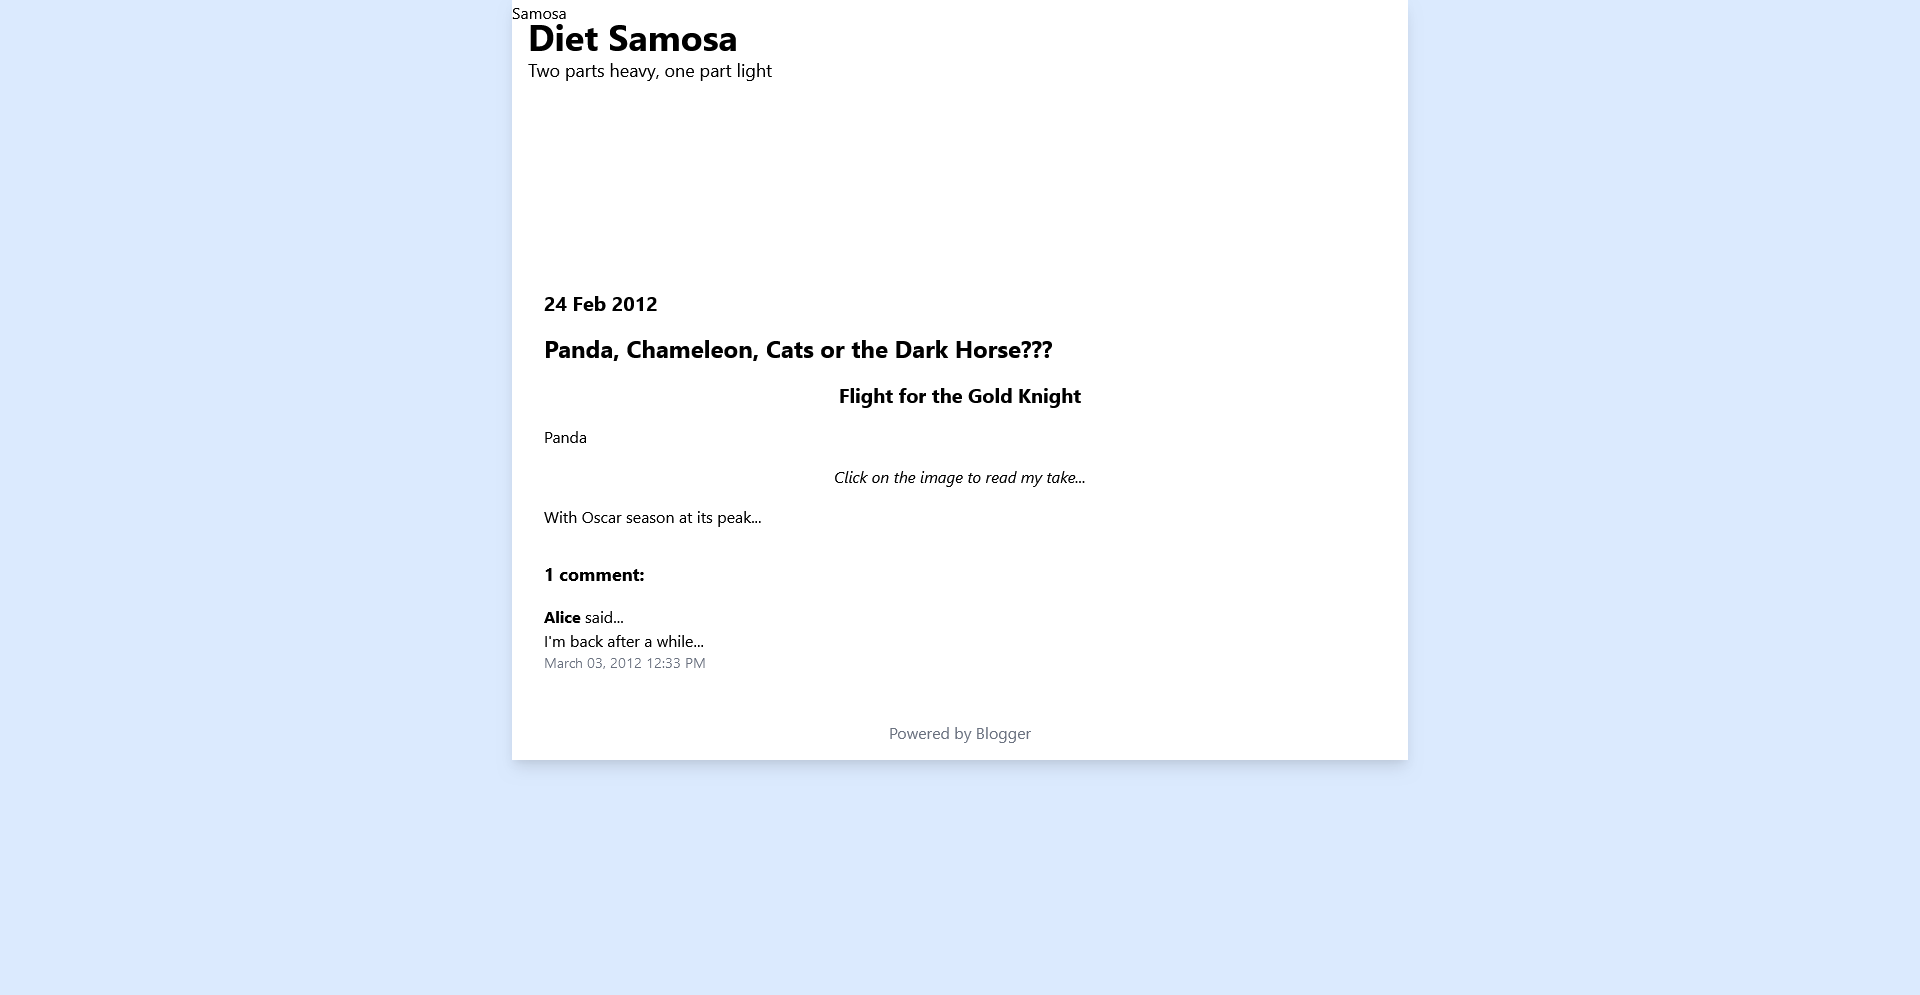 Samosa
Diet Samosa
Two parts heavy, one part light
24 Feb 2012
Panda, Chameleon, Cats or the Dark Horse???
Flight for the Gold Knight
Panda
Click on the image to read my take...
With Oscar season at its peak...
1 comment:
Alice said...
I'm back after a while...
March 03, 2012 12:33 PM
Powered by Blogger